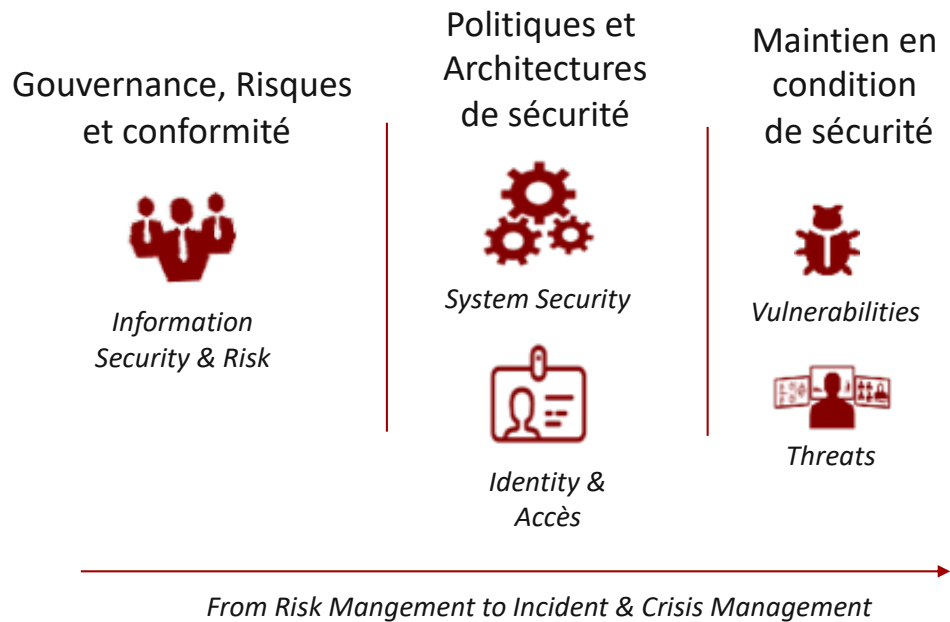 Gouvernance, Risques
et conformité
Information
Security & Risk
Politiques et
Architectures
de sécurité
System Security
Identity &
Accès
Maintien en
condition
de sécurité
Vulnerabilities
Threats
From Risk Mangement to Incident & Crisis Management